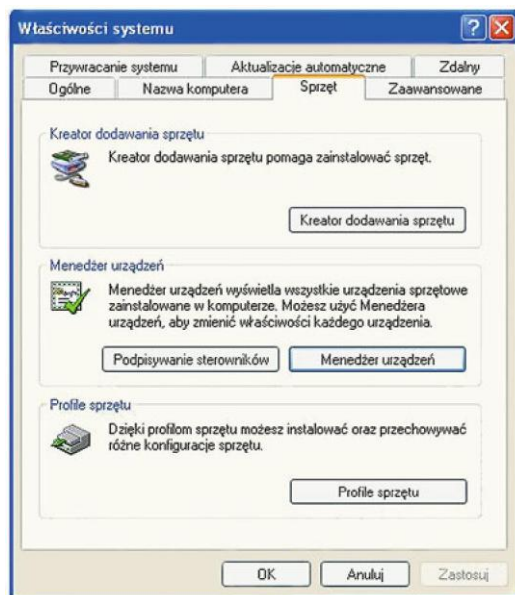 Właściwości systemu
Przywracanie systemu
Aktualizacje automatyczne
Zdalny
Ogólne
Nazwa komputera
Sprzęt
Zaawansowane
Kreator dodawania sprzętu
Kreator dodawania sprzętu pomaga zainstalować sprzęt.
Kreator dodawania sprzętu
Menedżer urządzeń
Menedżer urządzeń wyświetla wszystkie urządzenia sprzętowe
zainstalowane w komputerze. Możesz użyć Menedżera
urządzeń, aby zmienić właściwości każdego urządzenia.
Podpisywanie sterowników
Menedżer urządzeń
Profile sprzętu
Dzięki profilom sprzętu możesz instalować oraz przechowywać
różne konfiguracje sprzętu.
Profile sprzętu
OK
Anuluj
Zastosuj